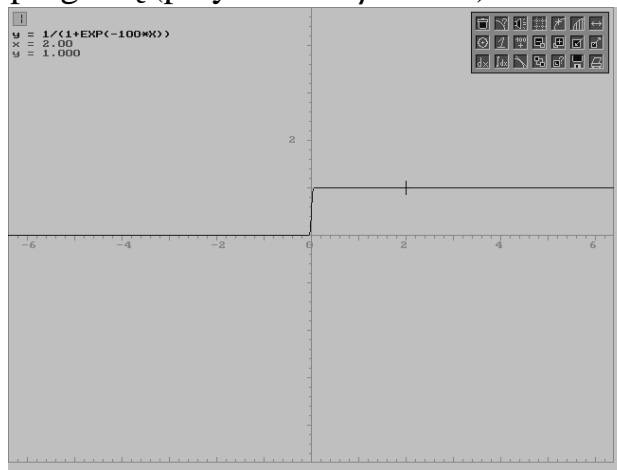 y = 1/(1+EXP(-100*X))
x = 2.00
y = 1.000
2
-6 -4 -2 0 2 4 6